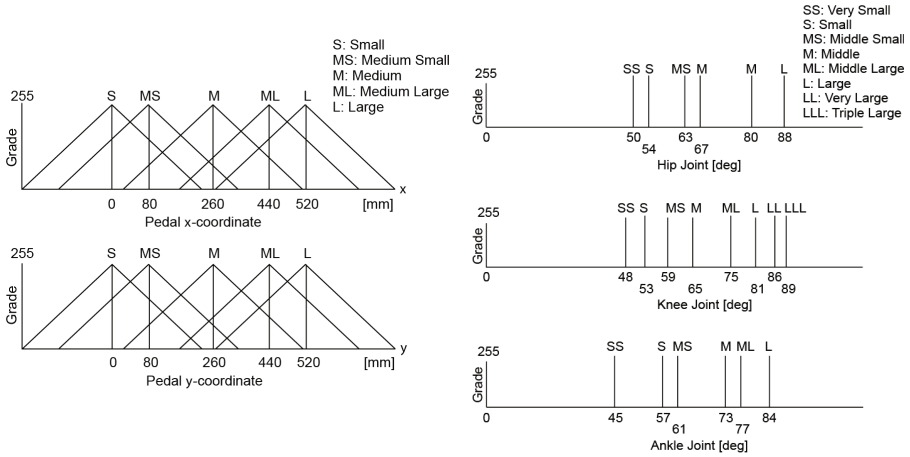 S: Small
MS: Medium Small
M: Medium
ML: Medium Large
L: Large
255
S MS M ML L
Grade
x
0 80 260 440 520 [mm]
Pedal x-coordinate
255
S MS M ML L
Grade
y
0 80 260 440 520 [mm]
Pedal y-coordinate
SS: Very Small
S: Small
MS: Middle Small
M: Middle
ML: Middle Large
L: Large
LL: Very Large
LLL: Triple Large
255
SS S MS M M L
Grade
0 50 63 80 88
54 67
Hip Joint [deg]
255
SS S MS M ML L LL LLL
Grade
0 48 59 75 86
53 65 81 89
Knee Joint [deg]
255
SS S MS M ML L
Grade
0 45 57 73 84
61 77
Ankle Joint [deg]